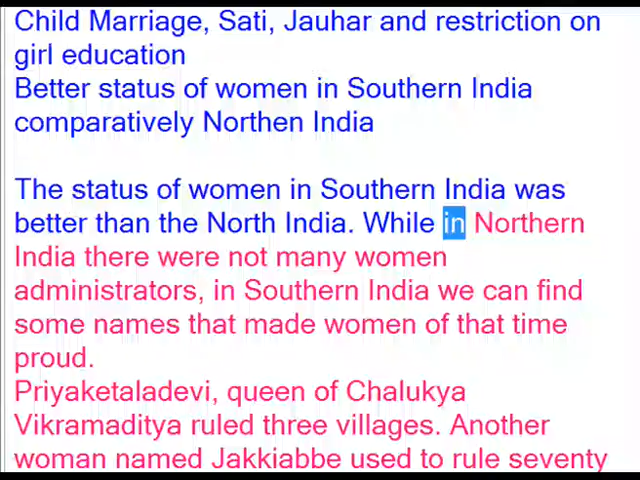 Child Marriage, Sati, Jauhar and restriction on
girl education
Better status of women in Southern India
comparatively Northen India
The status of women in Southern India was
better than the North India. While in Northern
India there were not many women
administrators, in Southern India we can find
some names that made women of that time
proud.
Priyaketaladevi, queen of Chalukya
Vikramaditya ruled three villages. Another
woman named Jakkiabbe used to rule seventy